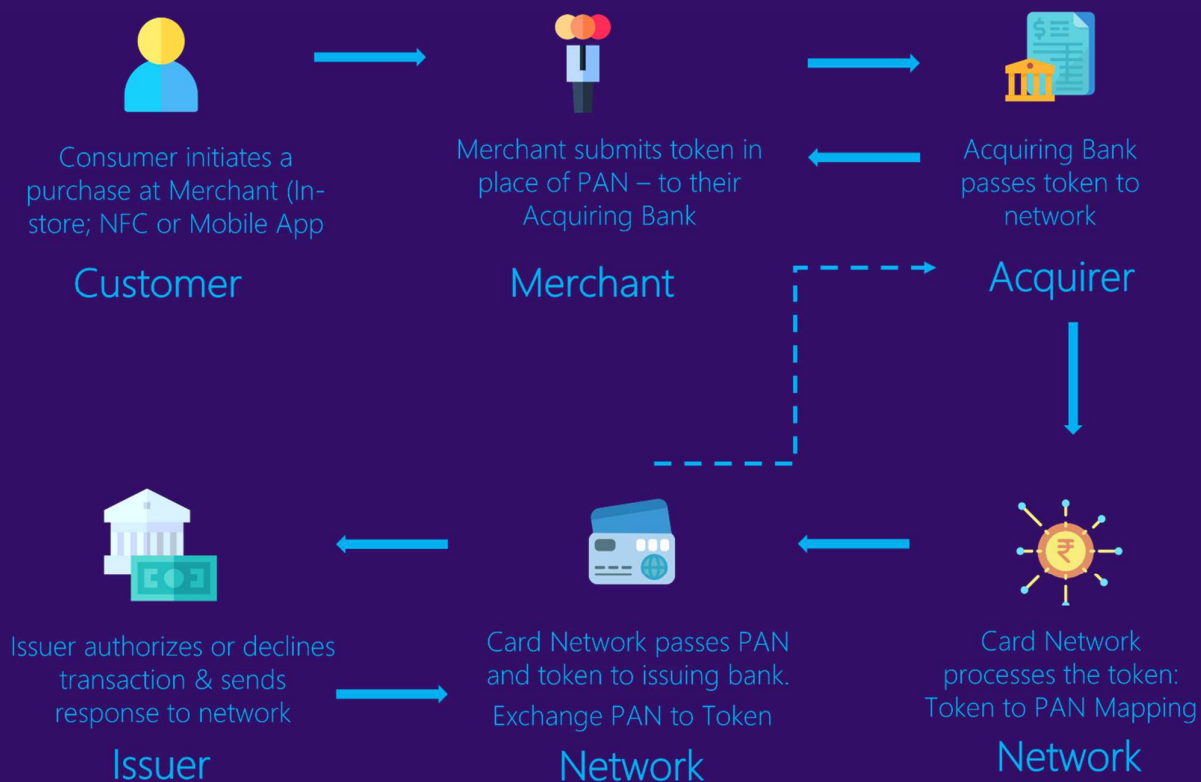 Consumer initiates a
purchase at Merchant (In-
store; NFC or Mobile App
Customer
Merchant submits token in
place of PAN – to their
Acquiring Bank
Merchant
Acquiring Bank
passes token to
network
Acquirer
Issuer authorizes or declines
transaction & sends
response to network
Issuer
Card Network passes PAN
and token to issuing bank.
Exchange PAN to Token
Network
Card Network
processes the token:
Token to PAN Mapping
Network